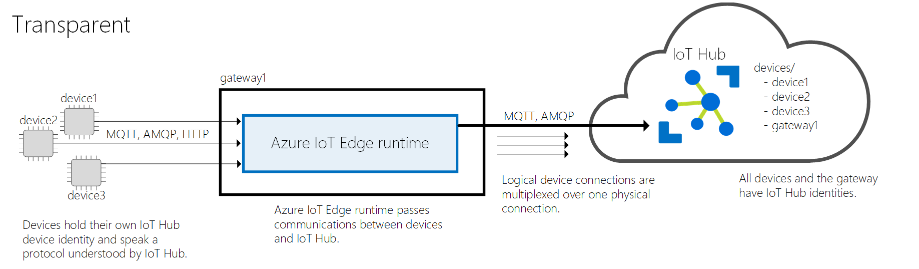 Transparent
gateway1
device1
device2
MQTT, AMQP, HTTP
device3
Azure IoT Edge runtime
MQTT, AMQP
IoT Hub
devices/
- device1
- device2
- device3
- gateway1
Devices hold their own IoT Hub
device identity and speak a
protocol understood by IoT Hub.
Azure IoT Edge runtime passes
communications between devices
and IoT Hub.
Logical device connections are
multiplexed over one physical
connection.
All devices and the gateway
have IoT Hub identities.